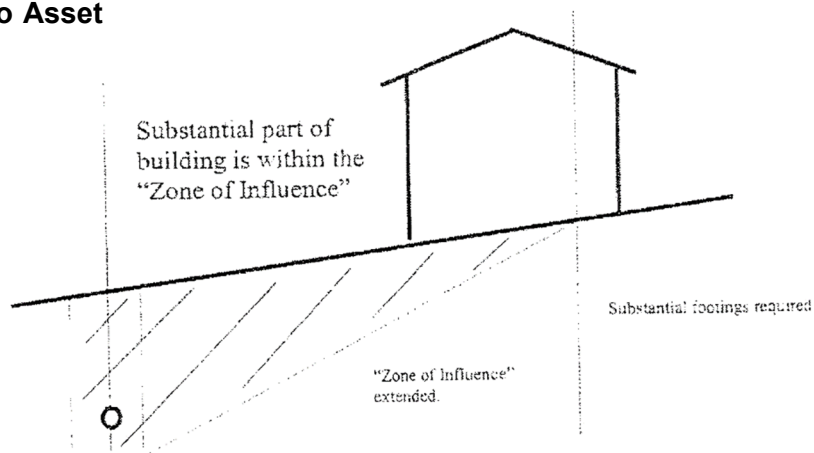 o Asset
Substantial part of
building is within the
“Zone of Influence”
Substantial footings required
“Zone of Influence”
extended.